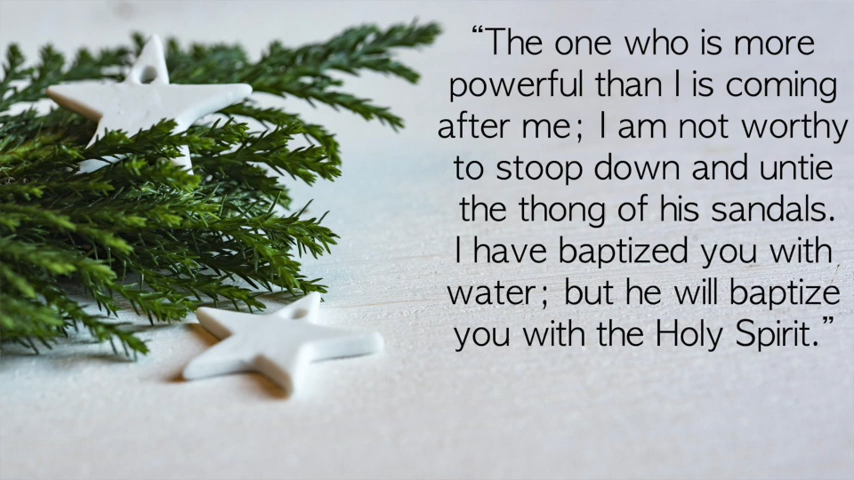 “The one who is more
powerful than I is coming
after me; I am not worthy
to stoop down and untie
the thong of his sandals.
I have baptized you with
water; but he will baptize
you with the Holy Spirit.”